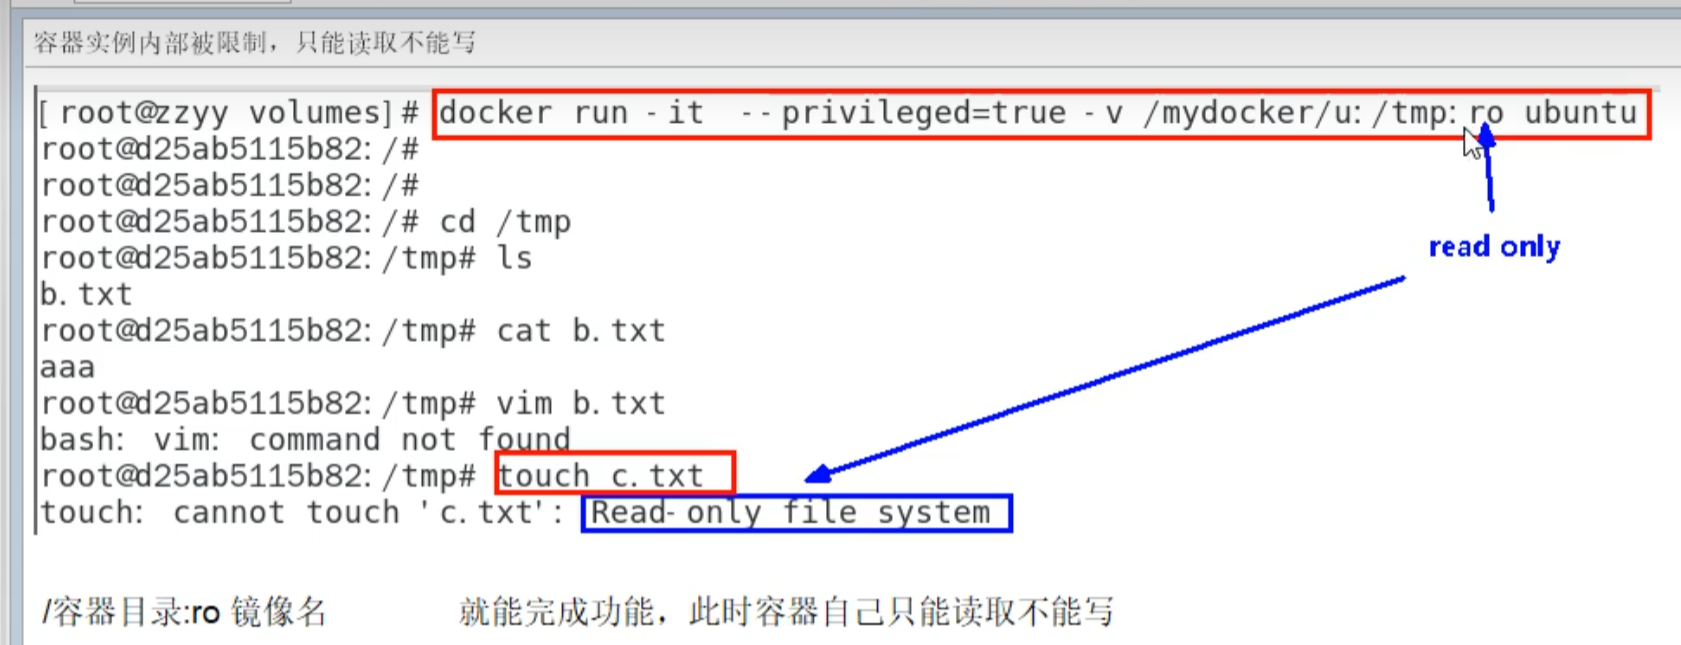 容器实例内部被限制，只能读取不能写
[root@zzyy volumes]# docker run -it --privileged=true -v /mydocker/u:/tmp:ro ubuntu
root@d25ab5115b82:/#
root@d25ab5115b82:/#
root@d25ab5115b82:/# cd /tmp
root@d25ab5115b82:/tmp# ls
read only
b.txt
root@d25ab5115b82:/tmp# cat b.txt
aaa
root@d25ab5115b82:/tmp# vim b.txt
bash: vim: command not found
root@d25ab5115b82:/tmp# touch c.txt
touch: cannot touch 'c.txt': Read-only file system
/容器目录:ro 镜像名 就能完成功能，此时容器自己只能读取不能写